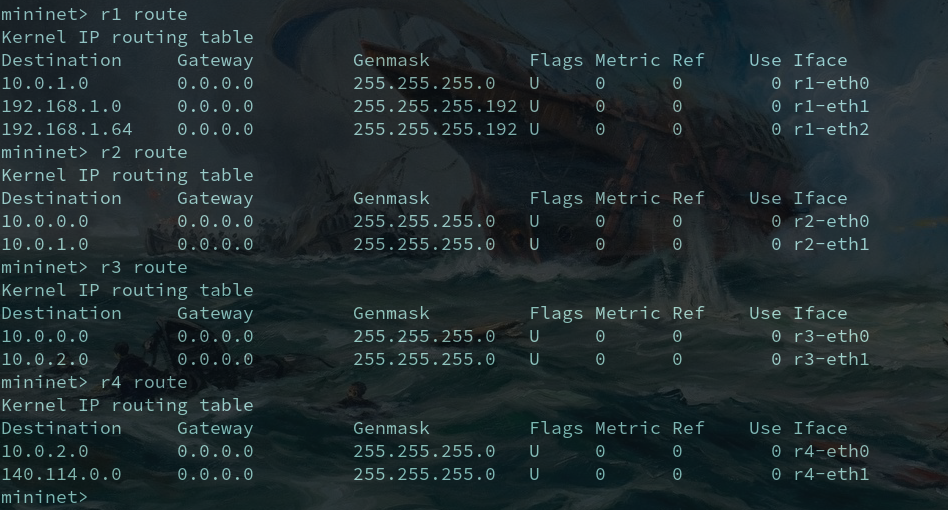 mininet> r1 route
Kernel IP routing table
Destination     Gateway         Genmask         Flags Metric Ref    Use Iface
10.0.1.0        0.0.0.0         255.255.255.0   U     0      0        0 r1-eth0
192.168.1.0     0.0.0.0         255.255.255.192 U     0      0        0 r1-eth1
192.168.1.64    0.0.0.0         255.255.255.192 U     0      0        0 r1-eth2
mininet> r2 route
Kernel IP routing table
Destination     Gateway         Genmask         Flags Metric Ref    Use Iface
10.0.0.0        0.0.0.0         255.255.255.0   U     0      0        0 r2-eth0
10.0.1.0        0.0.0.0         255.255.255.0   U     0      0        0 r2-eth1
mininet> r3 route
Kernel IP routing table
Destination     Gateway         Genmask         Flags Metric Ref    Use Iface
10.0.0.0        0.0.0.0         255.255.255.0   U     0      0        0 r3-eth0
10.0.2.0        0.0.0.0         255.255.255.0   U     0      0        0 r3-eth1
mininet> r4 route
Kernel IP routing table
Destination     Gateway         Genmask         Flags Metric Ref    Use Iface
10.0.2.0        0.0.0.0         255.255.255.0   U     0      0        0 r4-eth0
140.114.0.0     0.0.0.0         255.255.255.0   U     0      0        0 r4-eth1
mininet>